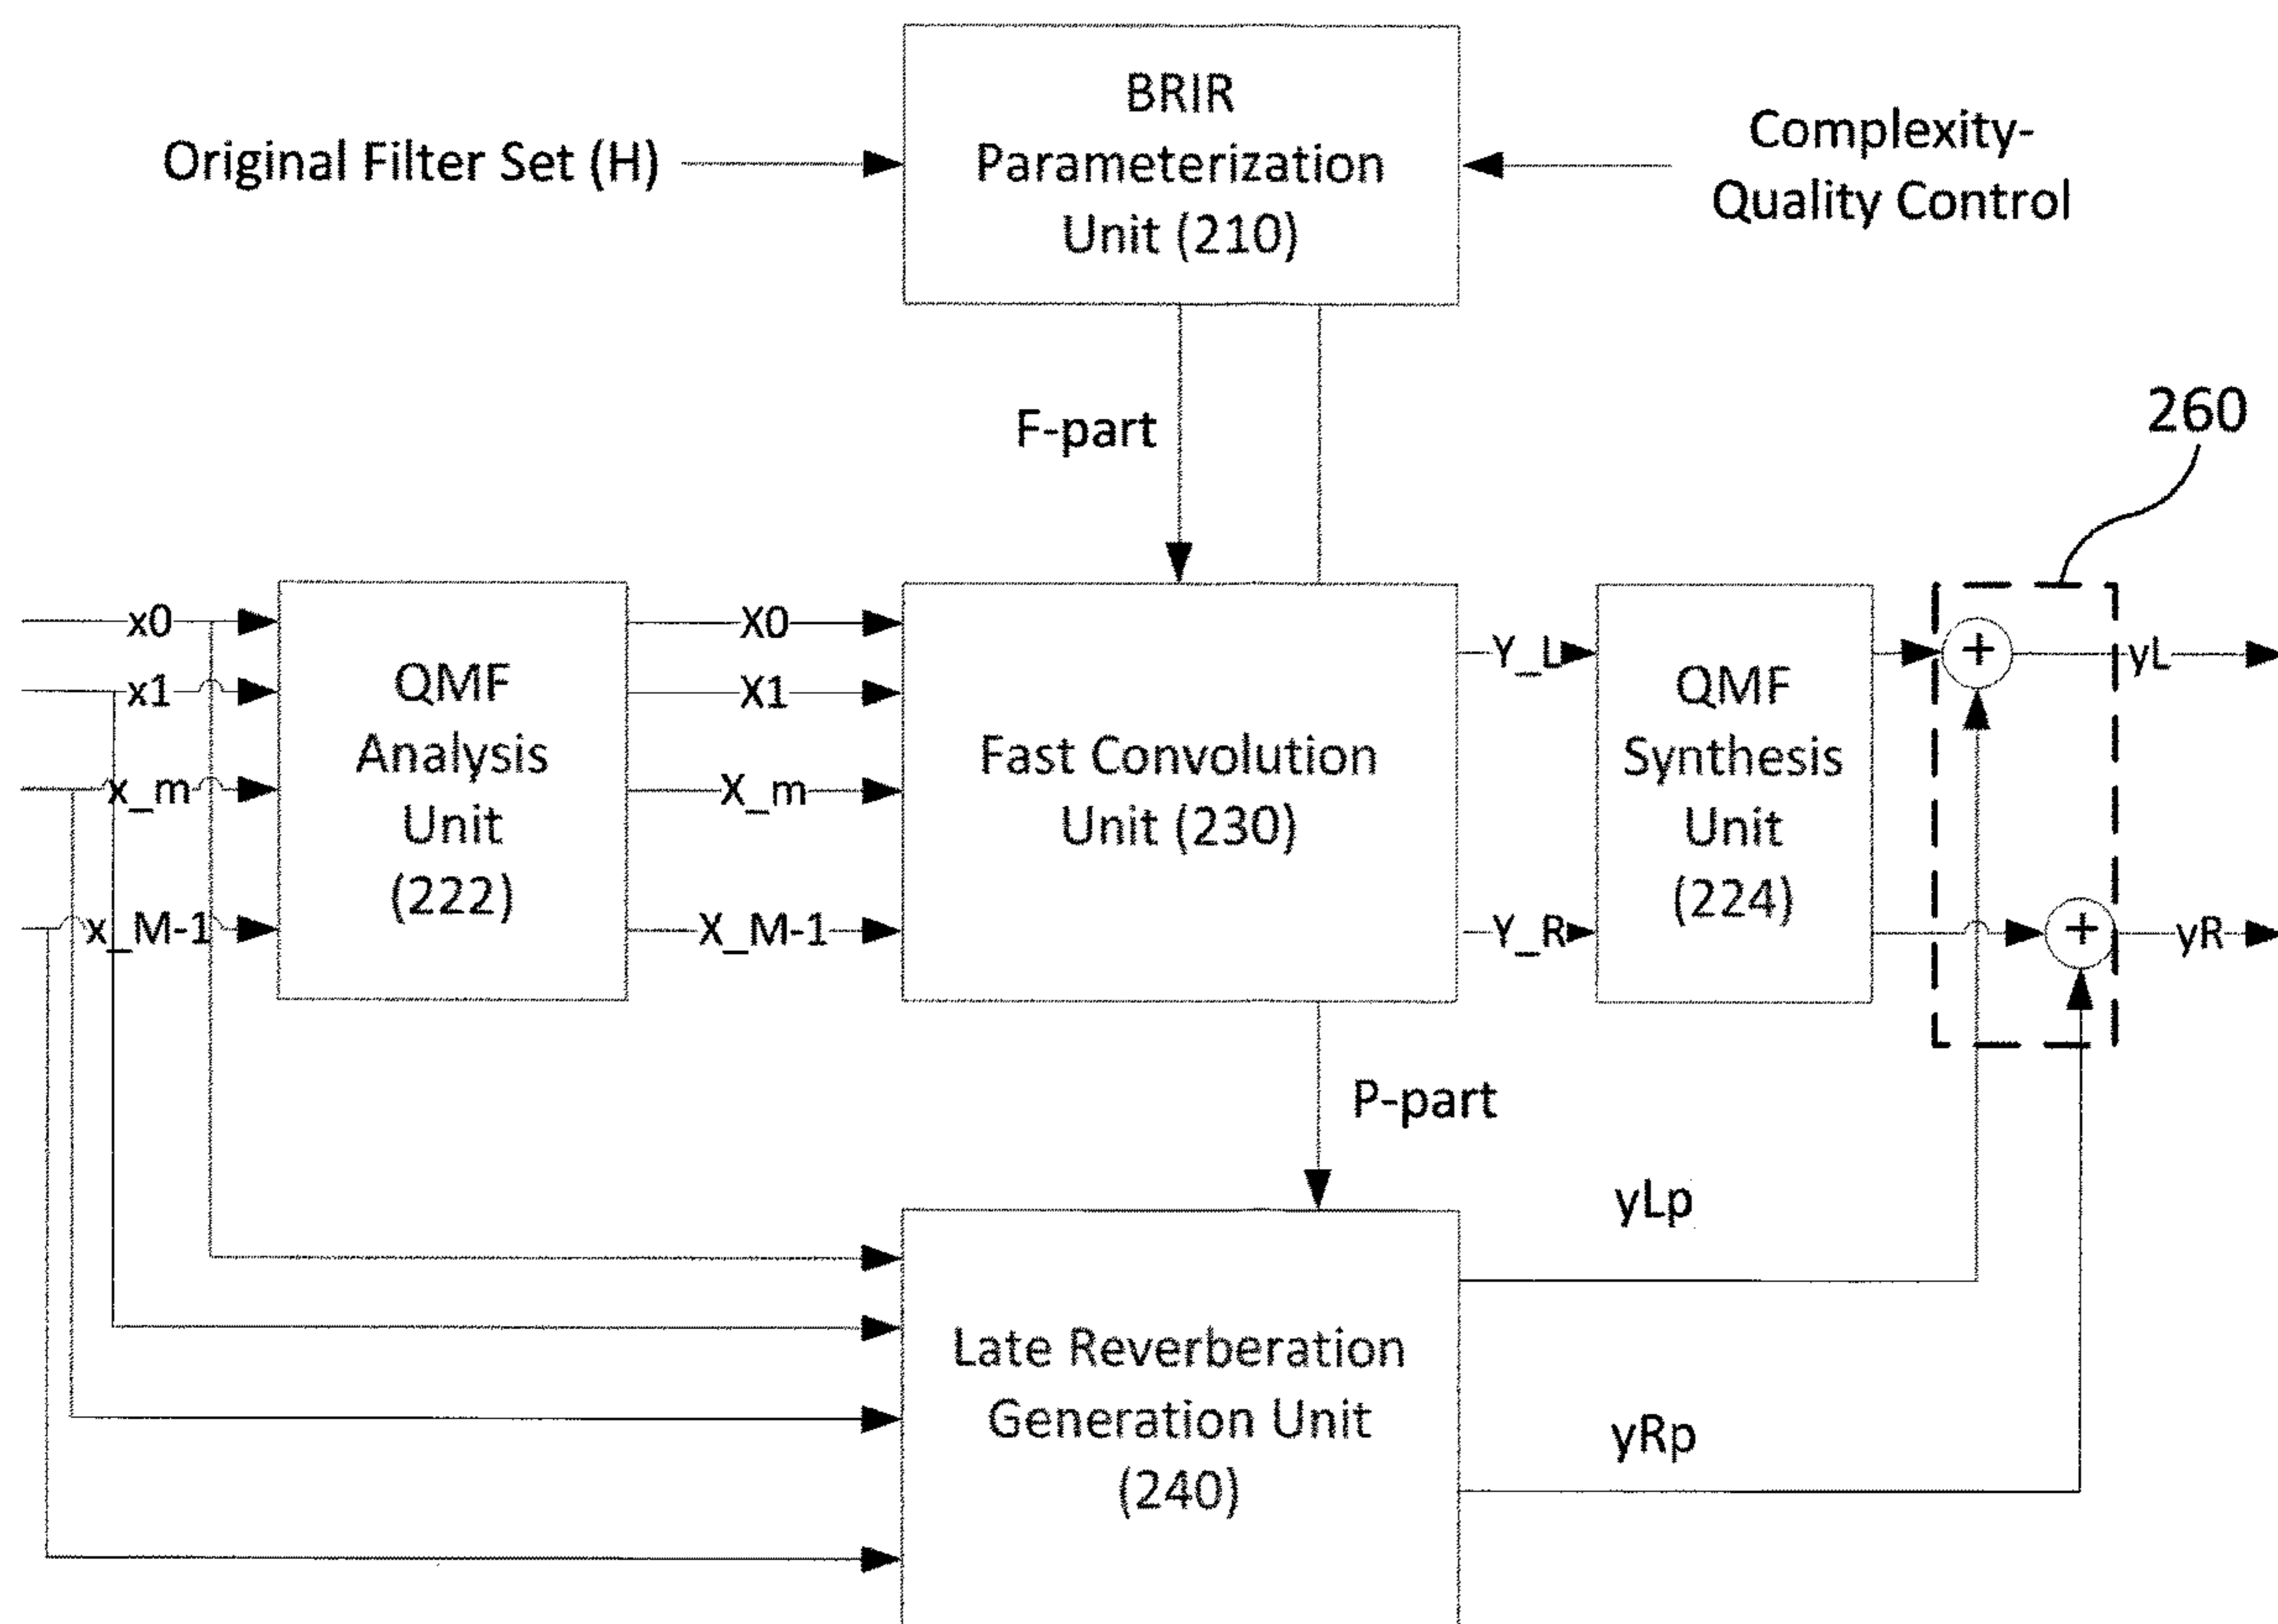 BRIR
Parameterization
Unit (210)
Original Filter Set (H)
Complexity-
Quality Control
F-part
260
x0
x1
x_m
x_M-1
QMF
Analysis
Unit
(222)
X0
X1
X_m
X_M-1
Fast Convolution
Unit (230)
Y_L
Y_R
QMF
Synthesis
Unit
(224)
+
yL
+
yR
P-part
yLp
Late Reverberation
Generation Unit
(240)
yRp